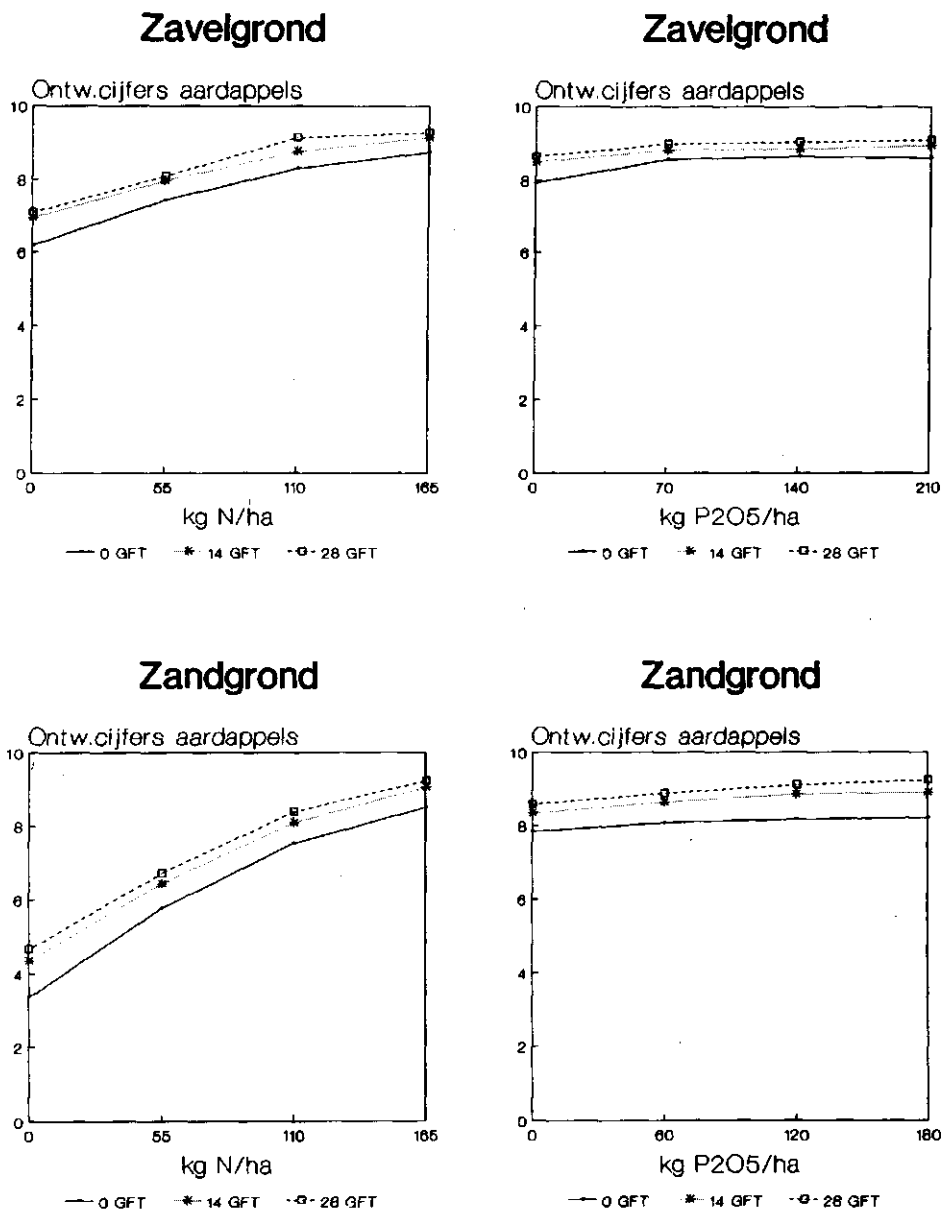 Zavelgrond
Ontw.cijfers aardappels
10
8
6
4
2
0
0 55 110 165
kg N/ha
0 GFT 14 GFT 28 GFT
Zavelgrond
Ontw.cijfers aardappels
10
8
6
4
2
0
0 70 140 210
kg P2O5/ha
0 GFT 14 GFT 28 GFT
Zandgrond
Ontw.cijfers aardappels
10
8
6
4
2
0
0 55 110 165
kg N/ha
0 GFT 14 GFT 28 GFT
Zandgrond
Ontw.cijfers aardappels
10
8
6
4
2
0
0 60 120 180
kg P2O5/ha
0 GFT 14 GFT 28 GFT